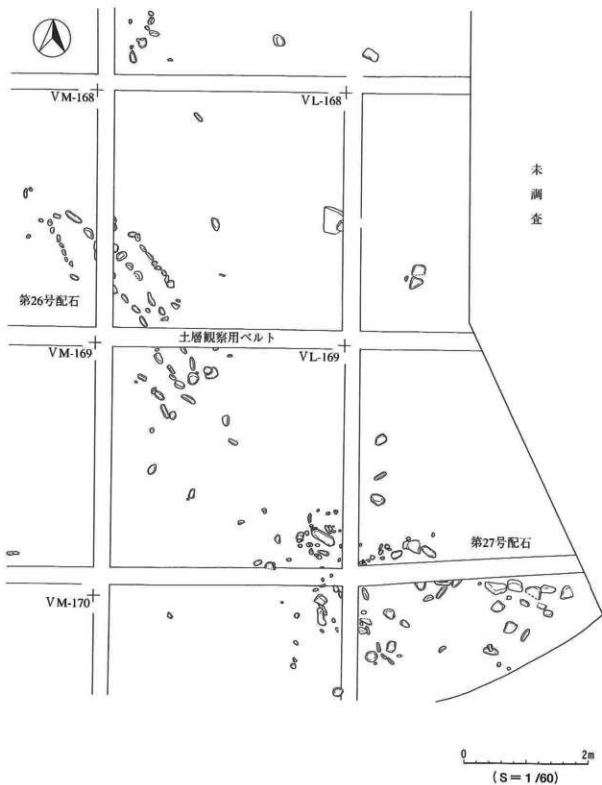 VM-168
VL-168
未調査
第26号配石
土層観察用ベルト
VM-169
VL-169
第27号配石
VM-170
0
2m
(S=1/60)